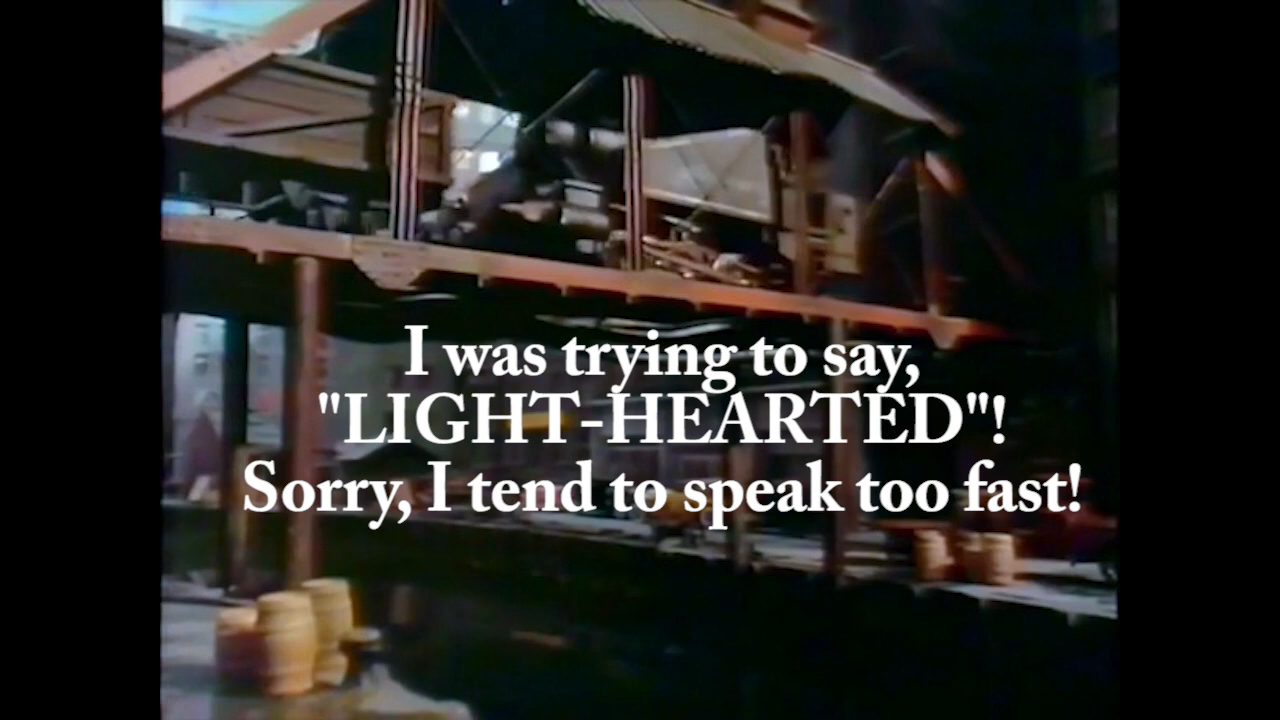 I was trying to say,
"LIGHT-HEARTED"!
Sorry, I tend to speak too fast!